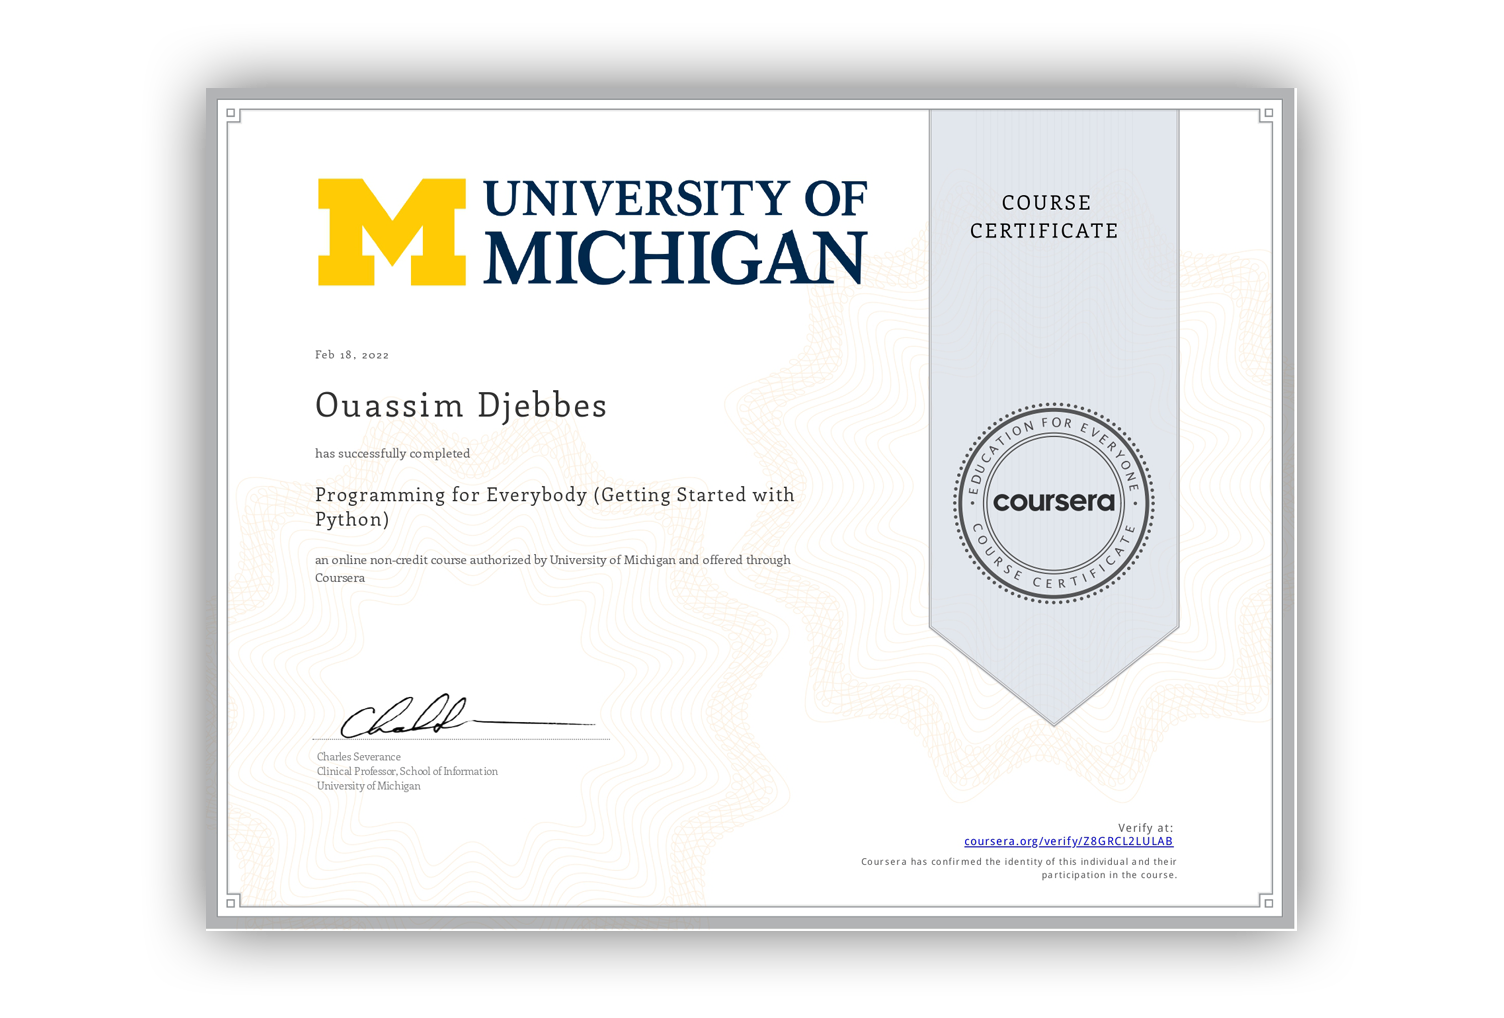 UNIVERSITY OF
MICHIGAN
COURSE
CERTIFICATE
Feb 18, 2022
Ouassim Djebbes
has successfully completed
Programming for Everybody (Getting Started with
Python)
an online non-credit course authorized by University of Michigan and offered through
Coursera
EDUCATION FOR EVERYONE
coursera
COURSE CERTIFICATE
Charles Severance
Clinical Professor, School of Information
University of Michigan
Verify at:
coursera.org/verify/Z8GRCL2LULAB
Coursera has confirmed the identity of this individual and their
participation in the course.